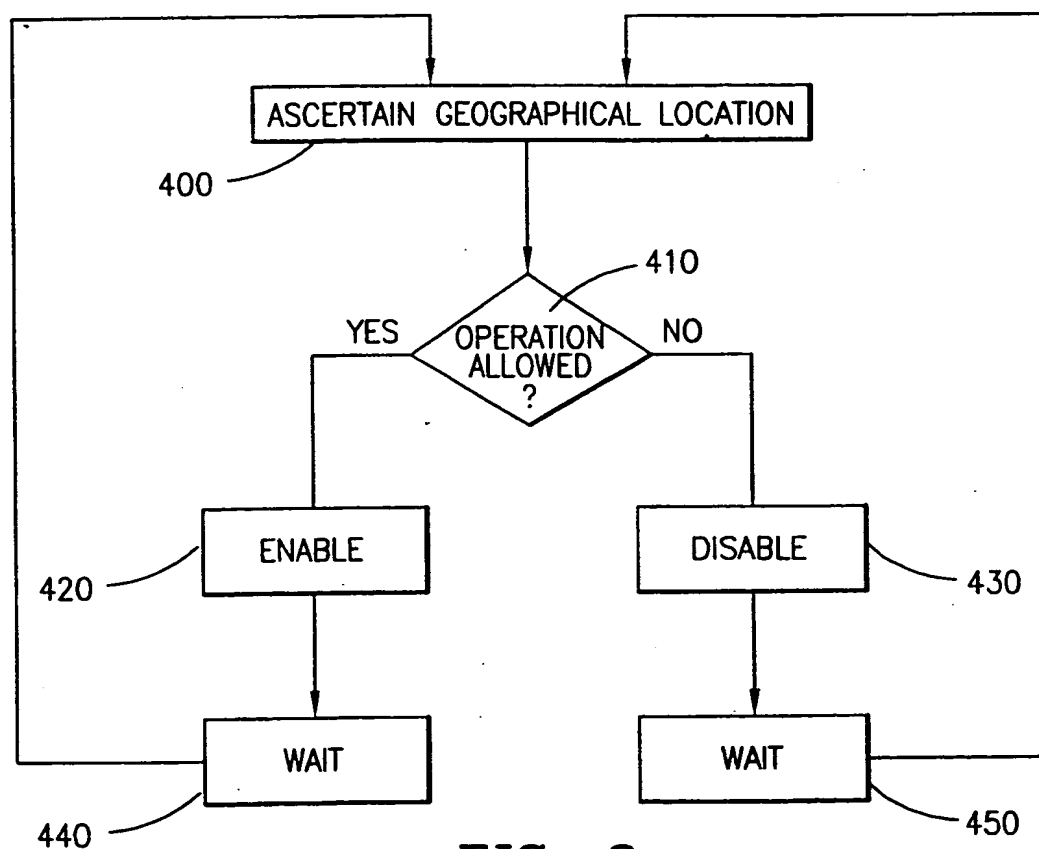 ASCERTAIN GEOGRAPHICAL LOCATION
400
410
YES
NO
OPERATION
ALLOWED
?
ENABLE
DISABLE
420
430
WAIT
WAIT
440
450